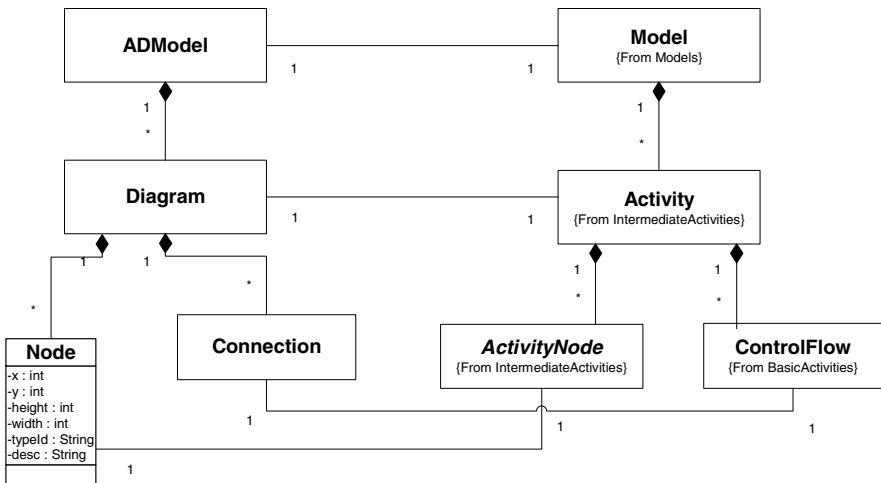 ADModel
Model
{From Models}
1
1
1
*
1
*
Diagram
Activity
{From IntermediateActivities}
1
1
1
1
*
*
1
1
*
*
Node
-x : int
-y : int
-height : int
-width : int
-typeId : String
-desc : String
Connection
ActivityNode
{From IntermediateActivities}
ControlFlow
{From BasicActivities}
1
1
1
1